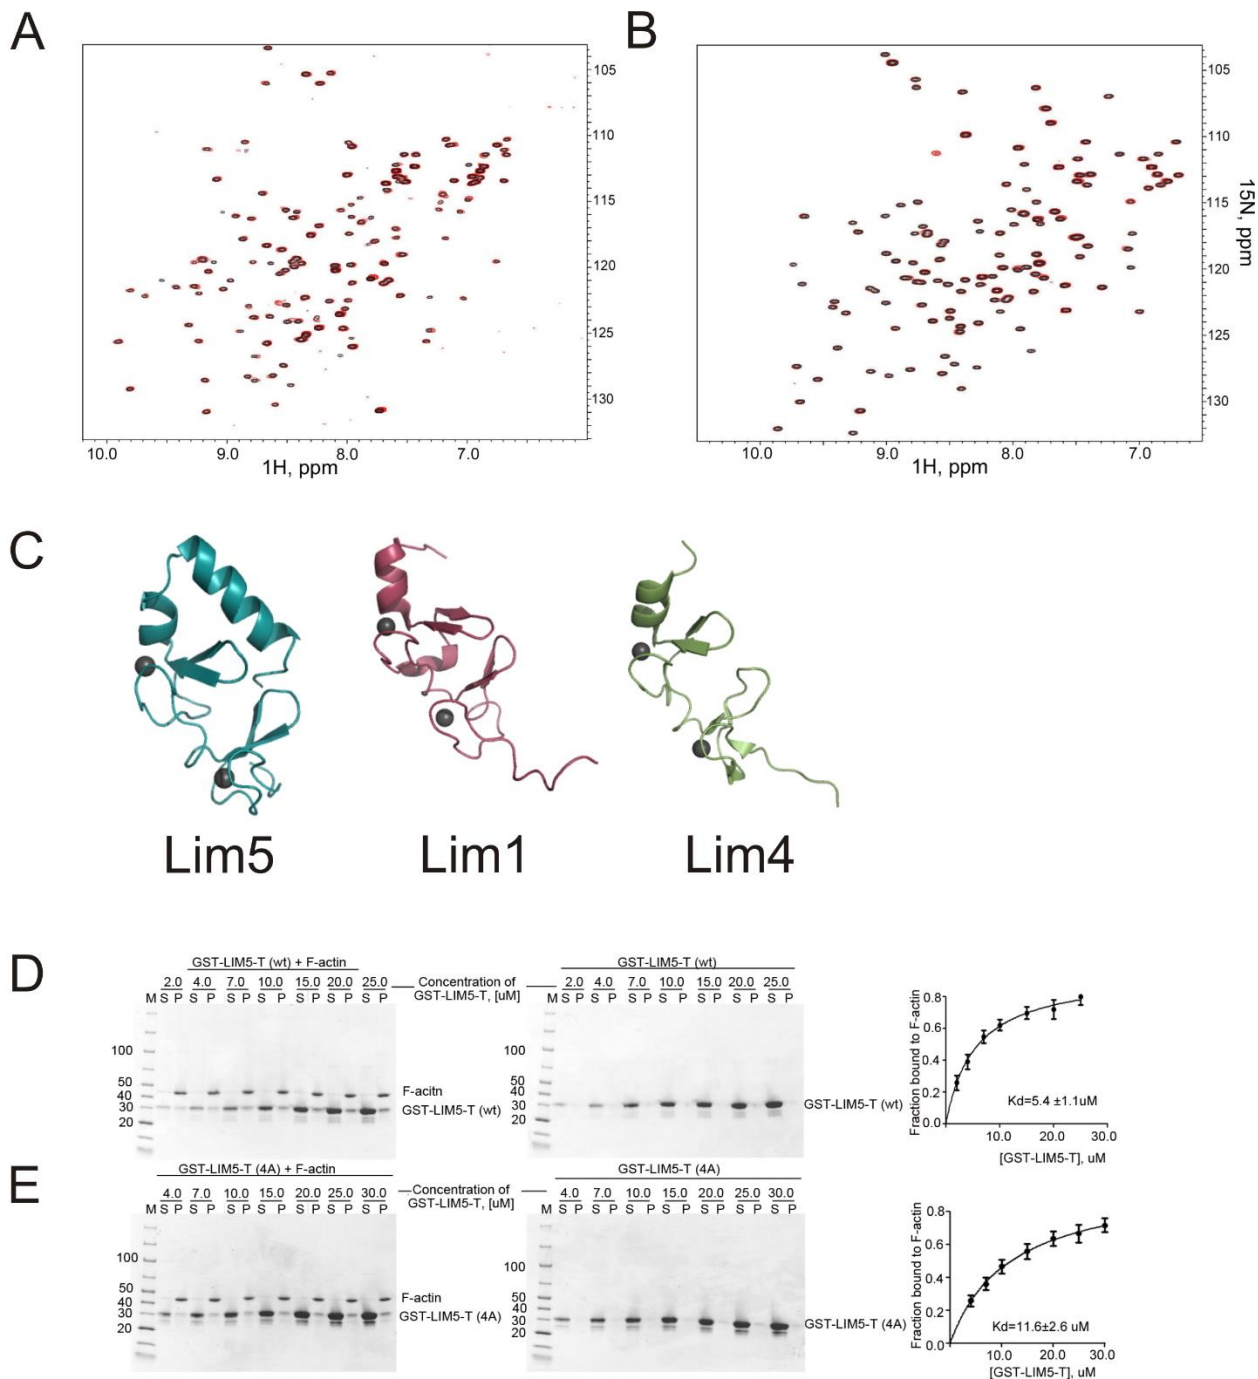 A
B
105
110
115
120
125
130
10.0 9.0 8.0 7.0
1H, ppm
105
110
115
120
125
130
15N, ppm
10.0 9.0 8.0 7.0
1H, ppm
C
Lim5 Lim1 Lim4
D
GST-LIM5-T (wt) + F-actin
2.0 4.0 7.0 10.0 15.0 20.0 25.0
M S P S P S P S P S P S P S P
Concentration of
GST-LIM5-T, [uM]
GST-LIM5-T (wt)
2.0 4.0 7.0 10.0 15.0 20.0 25.0
M S P S P S P S P S P S P S P
100
50
40
30
20
F-acitn
GST-LIM5-T (wt)
100
50
40
30
20
GST-LIM5-T (wt)
Fraction bound to F-actin
0.8
0.6
0.4
0.2
0.0
Kd=5.4 ±1.1uM
10.0 20.0 30.0
[GST-LIM5-T], uM
E
GST-LIM5-T (4A) + F-actin
4.0 7.0 10.0 15.0 20.0 25.0 30.0
M S P S P S P S P S P S P S P
Concentration of
GST-LIM5-T, [uM]
GST-LIM5-T (4A)
4.0 7.0 10.0 15.0 20.0 25.0 30.0
M S P S P S P S P S P S P S P
100
50
40
30
20
F-actin
GST-LIM5-T (4A)
100
50
40
30
20
GST-LIM5-T (4A)
Fraction bound to F-actin
0.8
0.6
0.4
0.2
0.0
Kd=11.6±2.6 uM
10.0 20.0 30.0
[GST-LIM5-T], uM